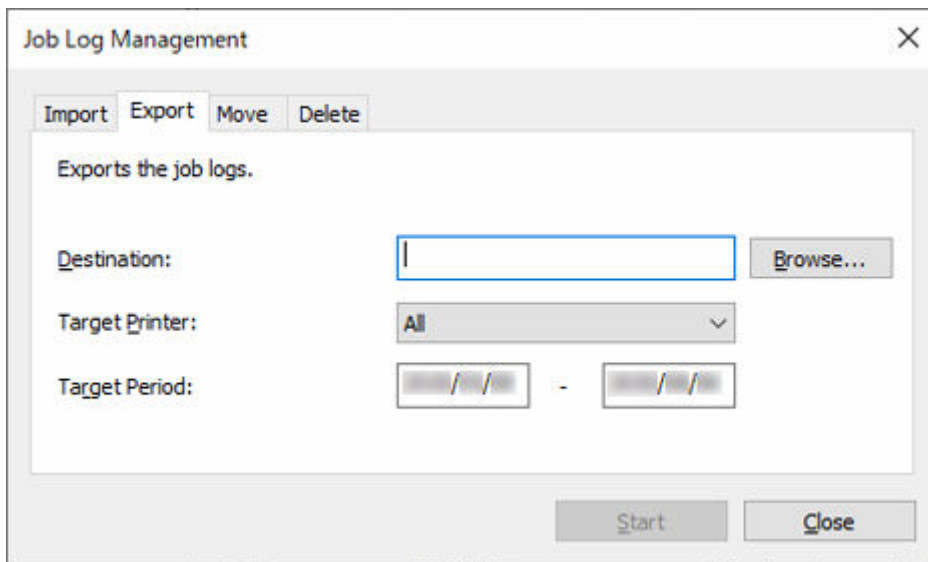 Job Log Management
Import Export Move Delete
Exports the job logs.
Destination: Browse...
Target Printer: All
Target Period: / / - / /
Start Close